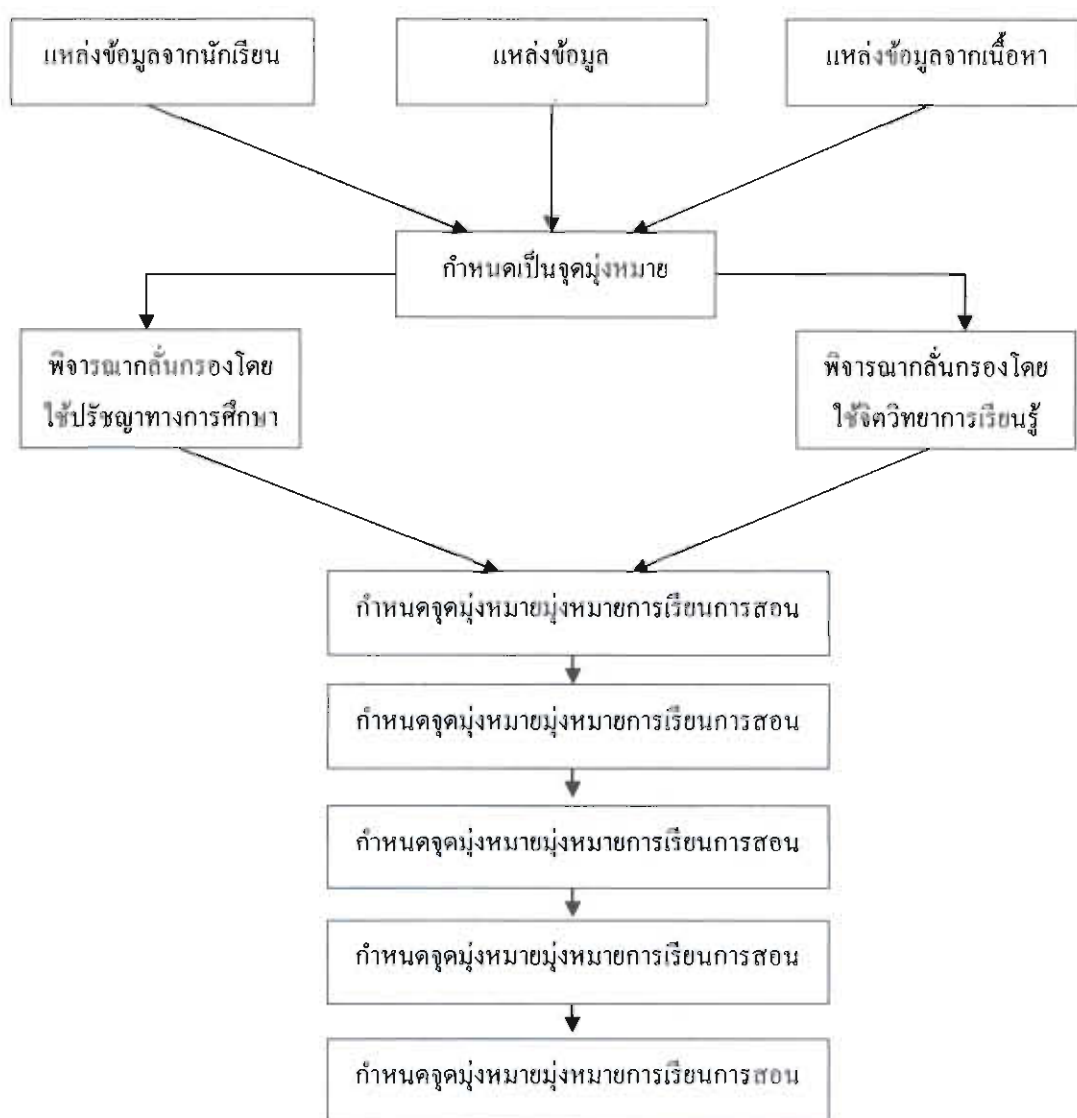 แหล่งข้อมูลจากนักเรียน
แหล่งข้อมูล
แหล่งข้อมูลจากเนื้อหา
กำหนดเป็นจุดมุ่งหมาย
พิจารณากลั่นกรองโดย
ใช้ปรัชญาทางการศึกษา
พิจารณากลั่นกรองโดย
ใช้จิตวิทยาการเรียนรู้
กำหนดจุดมุ่งหมายมุ่งหมายการเรียนการสอน
กำหนดจุดมุ่งหมายมุ่งหมายการเรียนการสอน
กำหนดจุดมุ่งหมายมุ่งหมายการเรียนการสอน
กำหนดจุดมุ่งหมายมุ่งหมายการเรียนการสอน
กำหนดจุดมุ่งหมายมุ่งหมายการเรียนการสอน